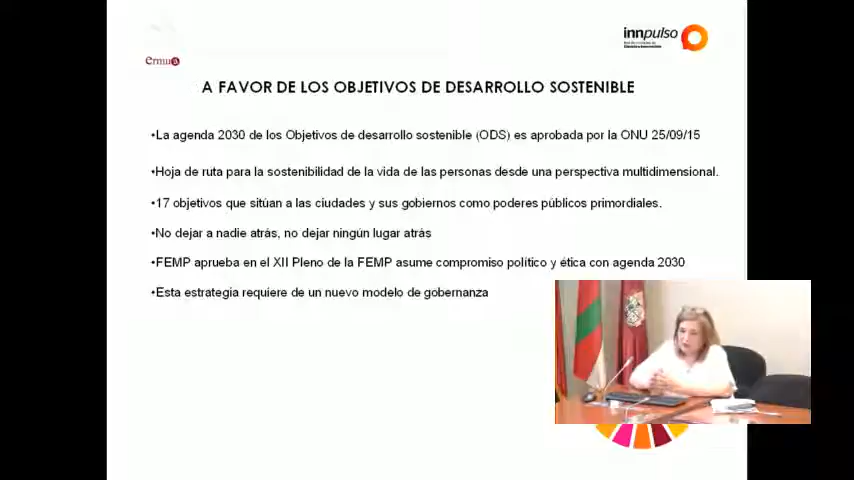 innpulso
ermua
A FAVOR DE LOS OBJETIVOS DE DESARROLLO SOSTENIBLE
•La agenda 2030 de los Objetivos de desarrollo sostenible (ODS) es aprobada por la ONU 25/09/15
•Hoja de ruta para la sostenibilidad de la vida de las personas desde una perspectiva multidimensional.
•17 objetivos que sitúan a las ciudades y sus gobiernos como poderes públicos primordiales.
•No dejar a nadie atrás, no dejar ningún lugar atrás
•FEMP aprueba en el XII Pleno de la FEMP asume compromiso político y ética con agenda 2030
•Esta estrategia requiere de un nuevo modelo de gobernanza